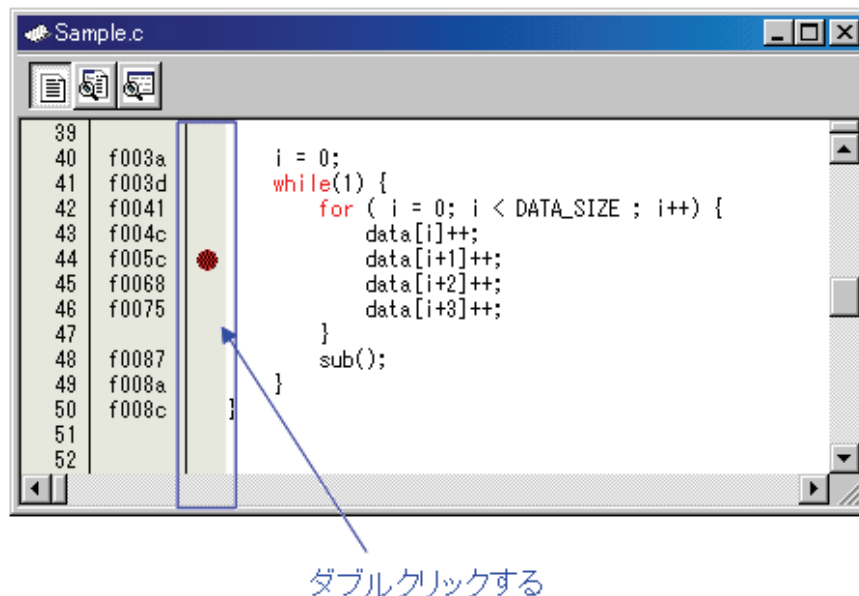 Sample.c
39
40 f003a i = 0;
41 f003d while(1) {
42 f0041 for ( i = 0; i < DATA_SIZE ; i++) {
43 f004c data[i]++;
44 f005c data[i+1]++;
45 f0068 data[i+2]++;
46 f0075 data[i+3]++;
47 }
48 f0087 sub();
49 f008a }
50 f008c }
51
52
ダブルクリックする